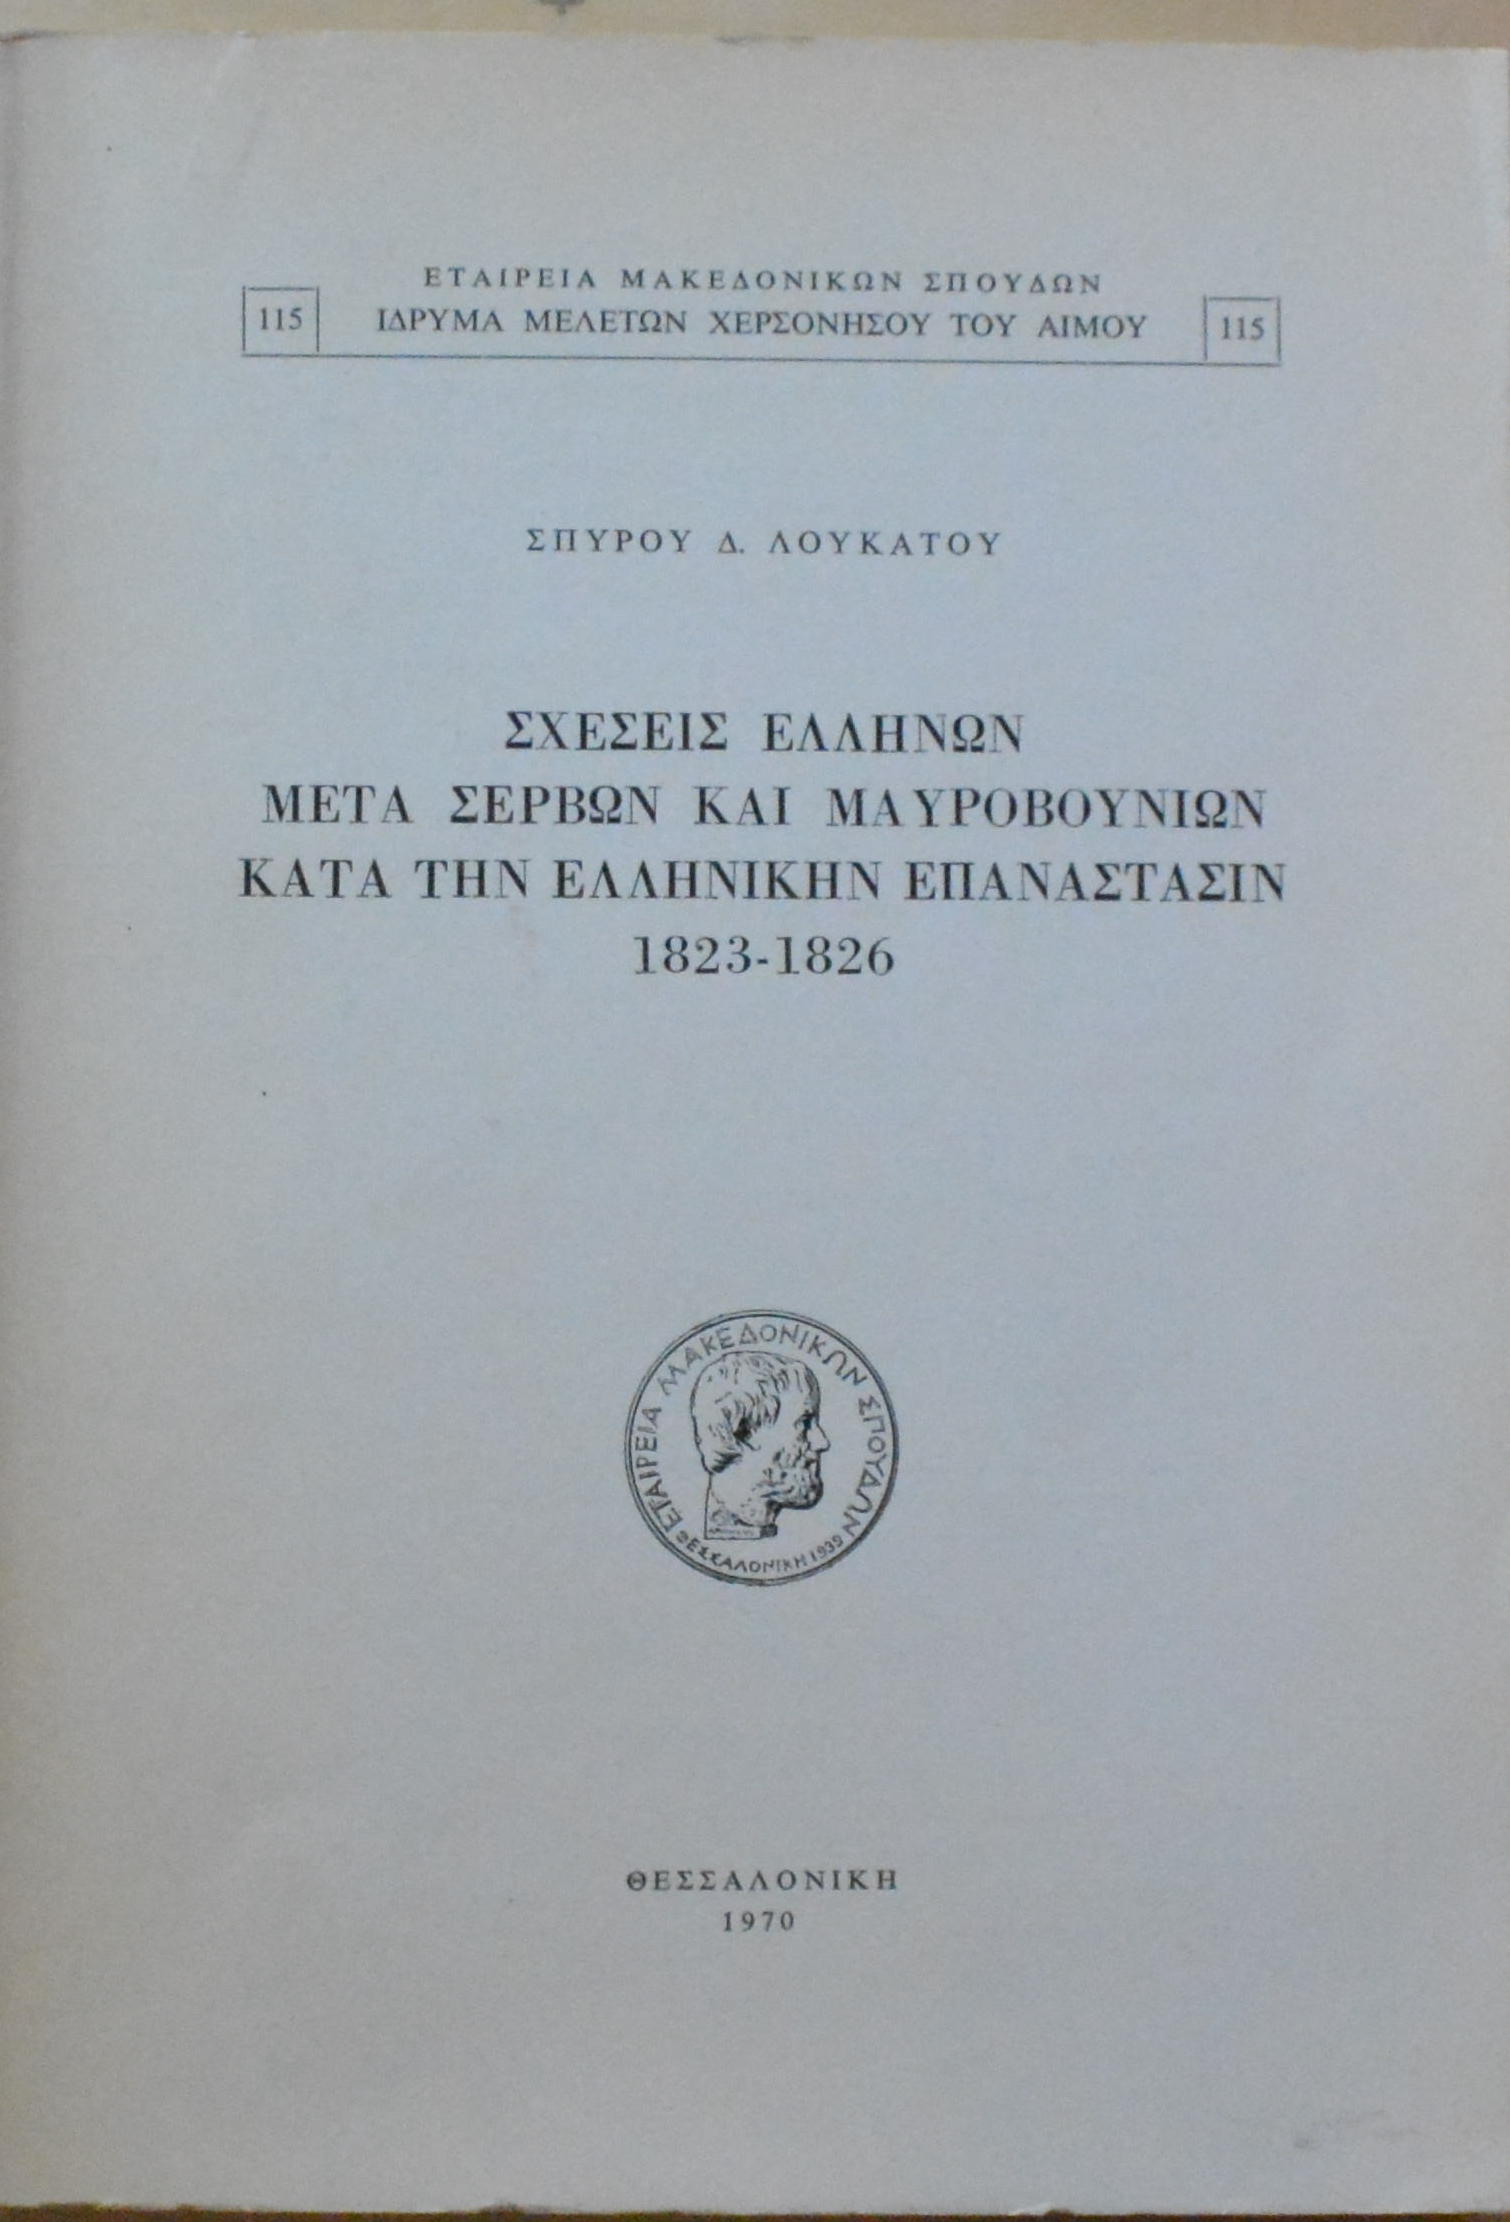 ΕΤΑΙΡΕΙΑ ΜΑΚΕΔΟΝΙΚΩΝ ΣΠΟΥΔΩΝ
115 ΙΔΡΥΜΑ ΜΕΛΕΤΩΝ ΧΕΡΣΟΝΗΣΟΥ ΤΟΥ ΑΙΜΟΥ 115
ΣΠΥΡΟΥ Δ. ΛΟΥΚΑΤΟΥ
ΣΧΕΣΕΙΣ ΕΛΛΗΝΩΝ
ΜΕΤΑ ΣΕΡΒΩΝ ΚΑΙ ΜΑΥΡΟΒΟΥΝΙΩΝ
ΚΑΤΑ ΤΗΝ ΕΛΛΗΝΙΚΗΝ ΕΠΑΝΑΣΤΑΣΙΝ
1823-1826
ΕΤΑΙΡΕΙΑ ΜΑΚΕΔΟΝΙΚΩΝ ΣΠΟΥΔΩΝ
ΘΕΣΣΑΛΟΝΙΚΗ 1939
ΘΕΣΣΑΛΟΝΙΚΗ
1970